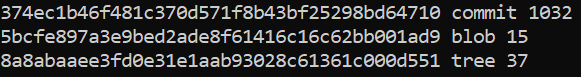 374ec1b46f481c370d571f8b43bf25298bd64710 commit 1032
5bcfe897a3e9bed2ade8f61416c16c62bb001ad9 blob 15
8a8abaaee3fd0e31e1aab93028c61361c000d551 tree 37